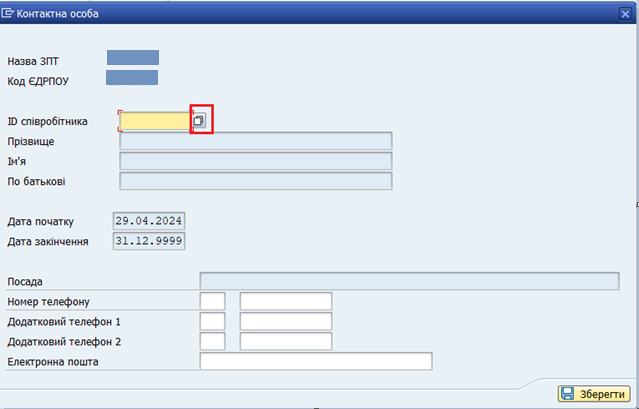 Контактна особа
Назва ЗПТ
Код ЄДРПОУ
ID співробітника
Прізвище
Ім'я
По батькові
Дата початку 29.04.2024
Дата закінчення 31.12.9999
Посада
Номер телефону
Додатковий телефон 1
Додатковий телефон 2
Електронна пошта
Зберегти